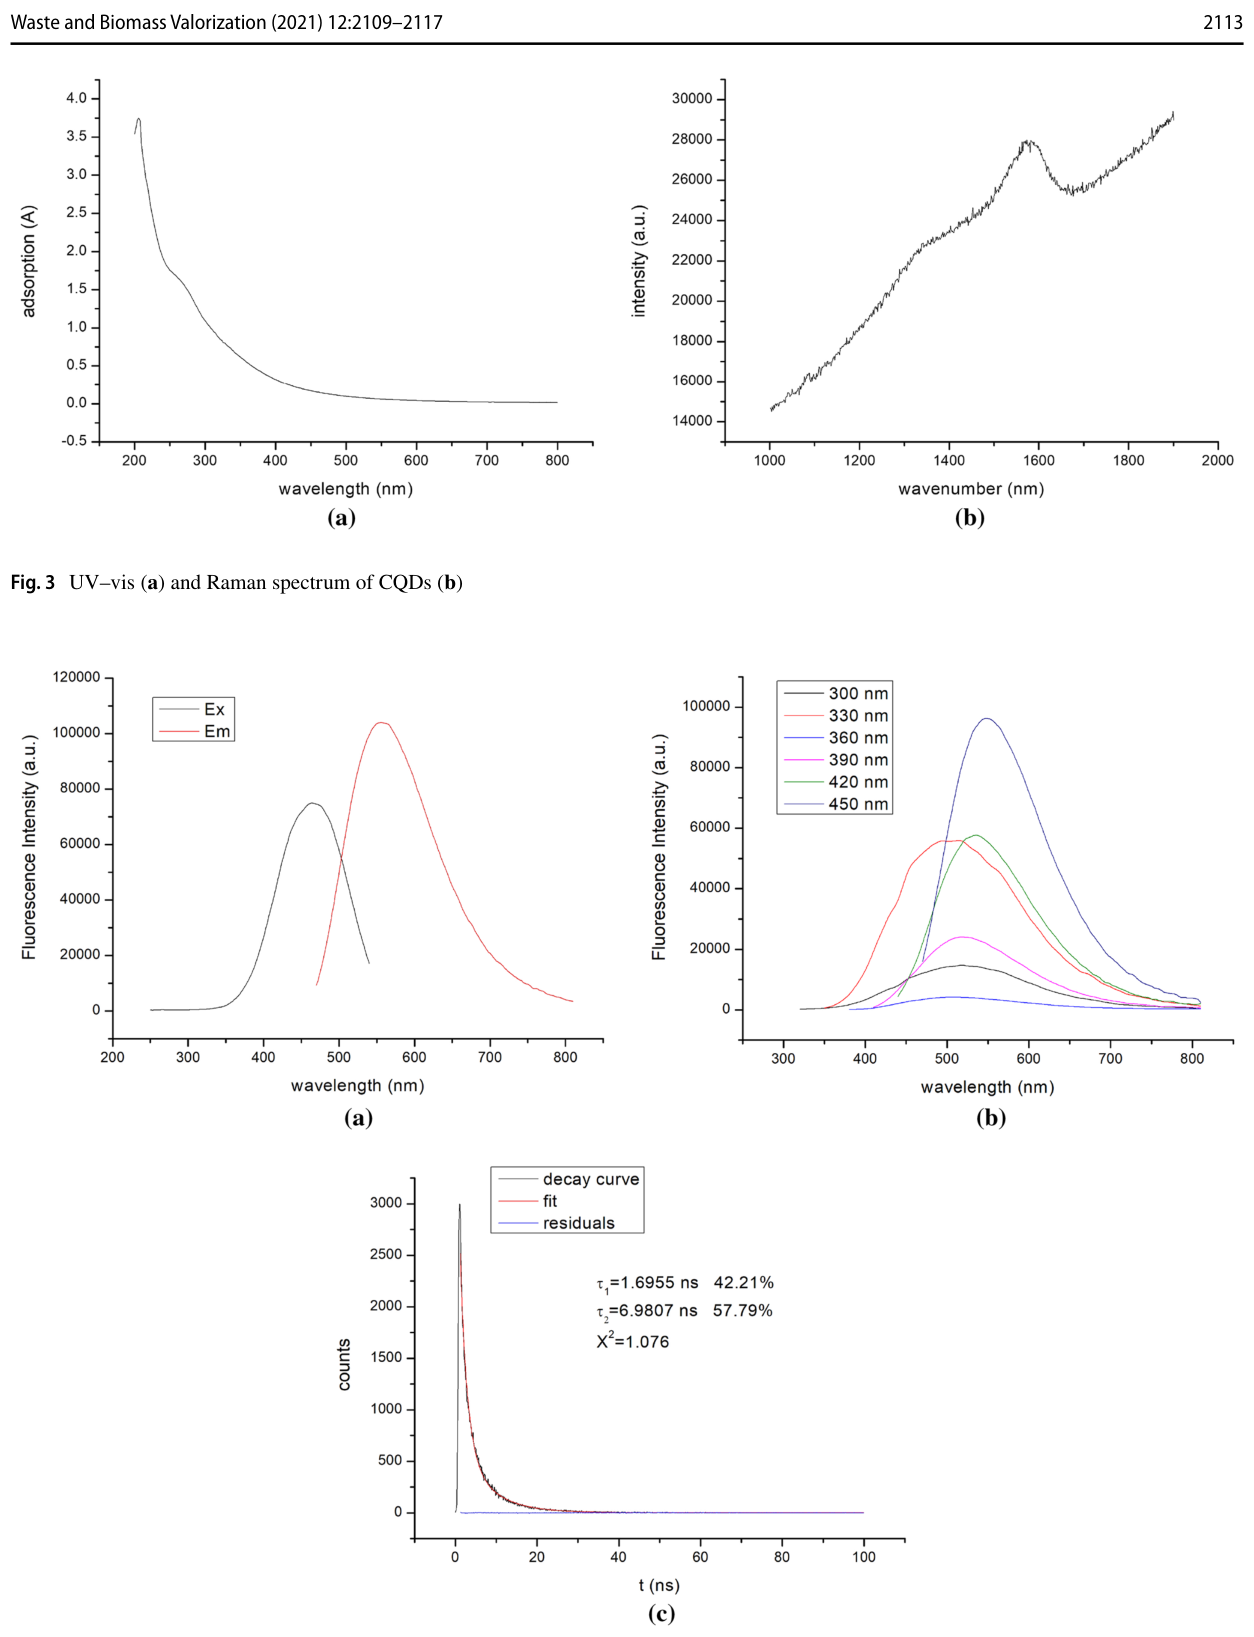 Waste and Biomass Valorization (2021) 12:2109–2117 2113
4.0
3.5
3.0
2.5
2.0
1.5
1.0
0.5
0.0
-0.5
adsorption (A)
200 300 400 500 600 700 800
wavelength (nm)
(a)
30000
28000
26000
24000
22000
20000
18000
16000
14000
intensity (a.u.)
1000 1200 1400 1600 1800 2000
wavenumber (nm)
(b)
Fig. 3 UV–vis (a) and Raman spectrum of CQDs (b)
120000
100000
80000
60000
40000
20000
0
Fluorescence Intensity (a.u.)
Ex
Em
200 300 400 500 600 700 800
wavelength (nm)
(a)
100000
80000
60000
40000
20000
0
Fluorescence Intensity (a.u.)
300 nm
330 nm
360 nm
390 nm
420 nm
450 nm
300 400 500 600 700 800
wavelength (nm)
(b)
3000
2500
2000
1500
1000
500
0
counts
decay curve
fit
residuals
τ1=1.6955 ns 42.21%
τ2=6.9807 ns 57.79%
X²=1.076
0 20 40 60 80 100
t (ns)
(c)